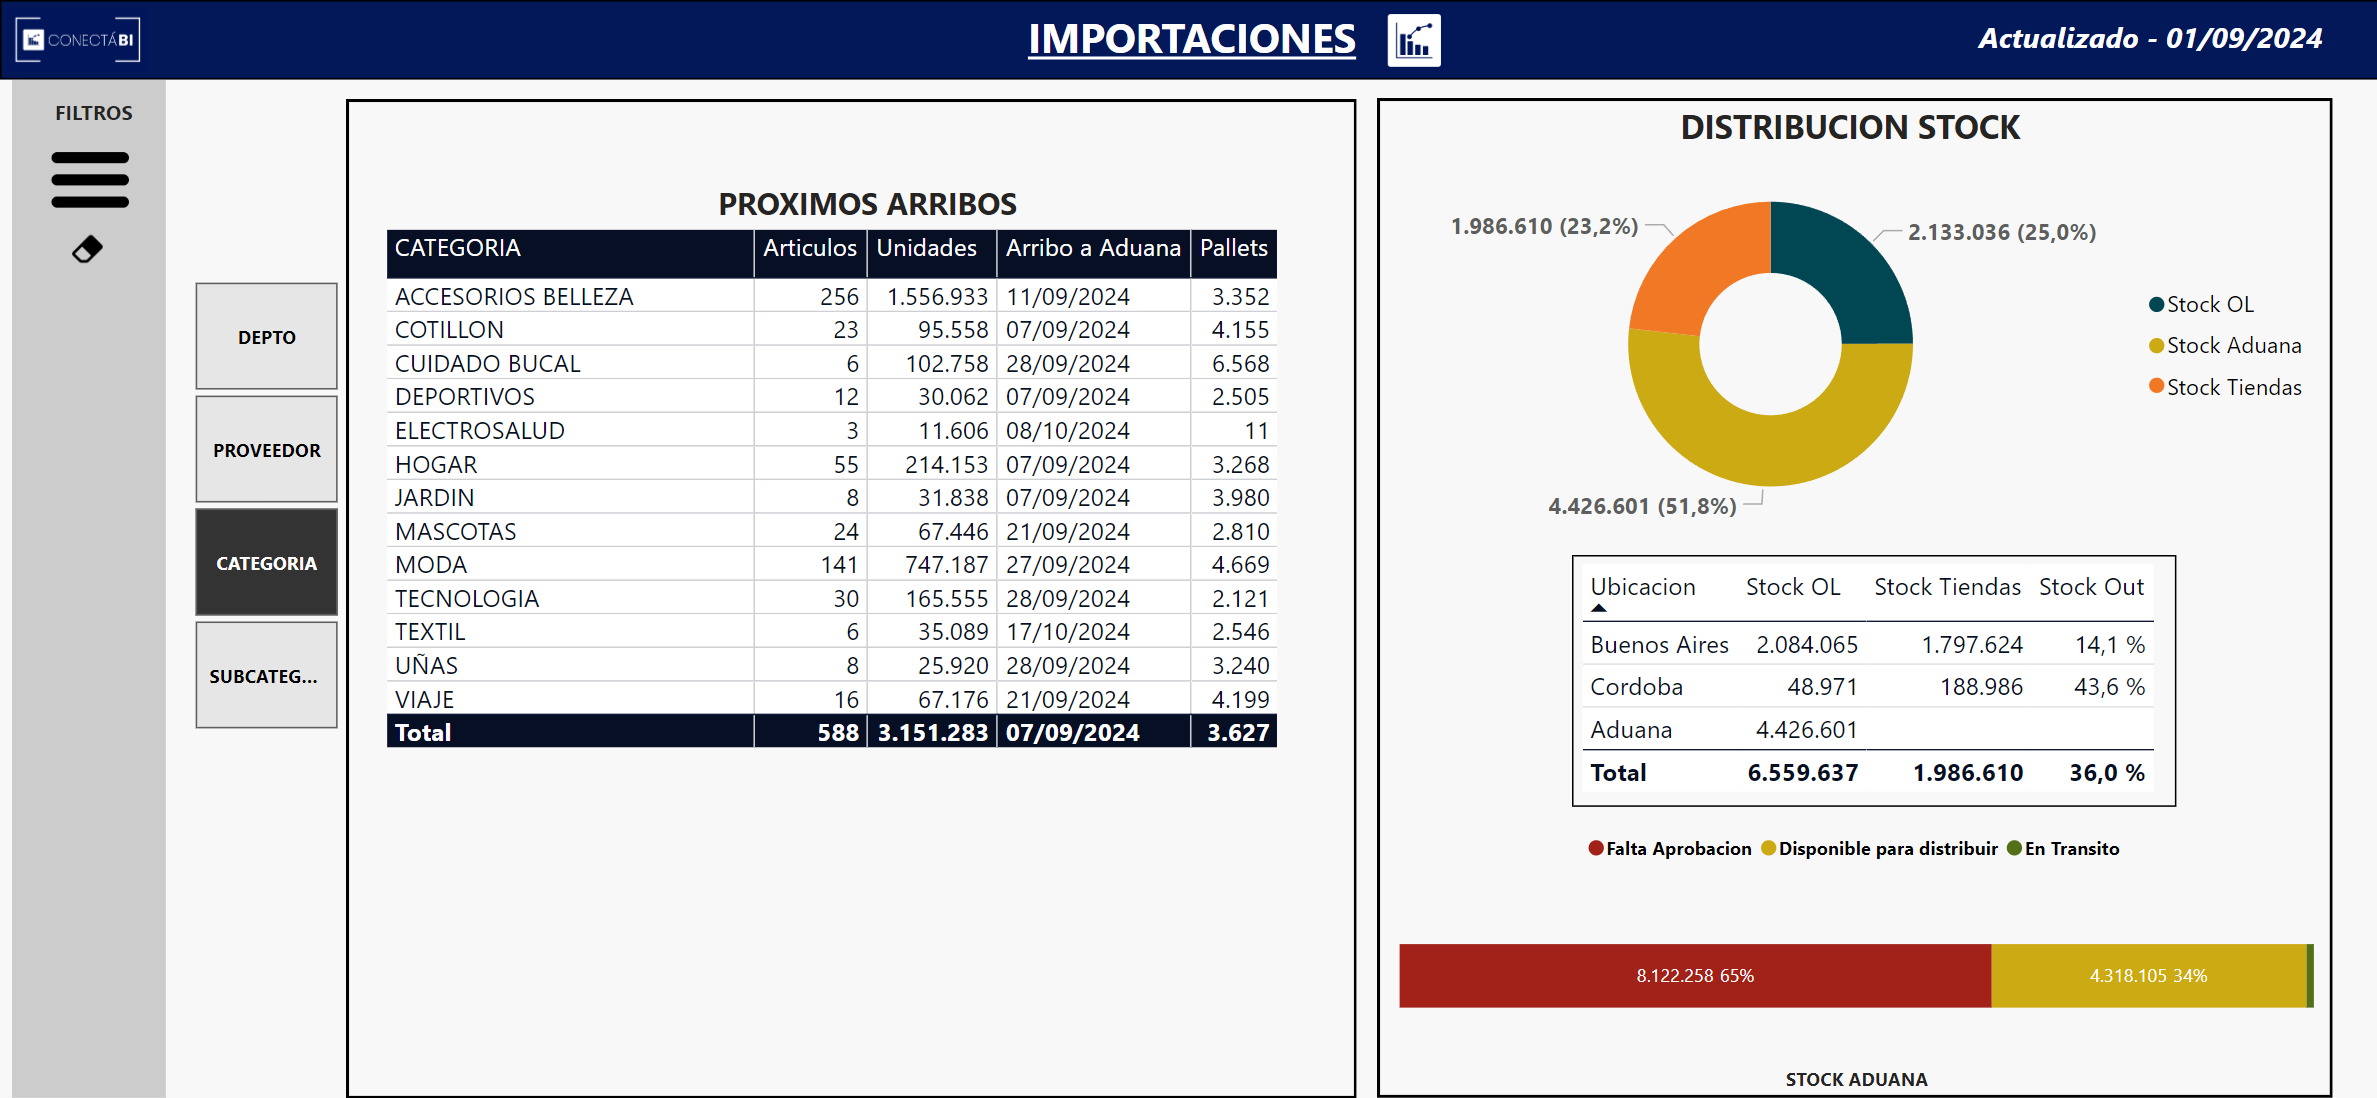 CONECTÁBI
IMPORTACIONES
Actualizado - 01/09/2024
FILTROS
DEPTO
PROVEEDOR
CATEGORIA
SUBCATEG...
PROXIMOS ARRIBOS
CATEGORIA Articulos Unidades Arribo a Aduana Pallets
ACCESORIOS BELLEZA 256 1.556.933 11/09/2024 3.352
COTILLON 23 95.558 07/09/2024 4.155
CUIDADO BUCAL 6 102.758 28/09/2024 6.568
DEPORTIVOS 12 30.062 07/09/2024 2.505
ELECTROSALUD 3 11.606 08/10/2024 11
HOGAR 55 214.153 07/09/2024 3.268
JARDIN 8 31.838 07/09/2024 3.980
MASCOTAS 24 67.446 21/09/2024 2.810
MODA 141 747.187 27/09/2024 4.669
TECNOLOGIA 30 165.555 28/09/2024 2.121
TEXTIL 6 35.089 17/10/2024 2.546
UÑAS 8 25.920 28/09/2024 3.240
VIAJE 16 67.176 21/09/2024 4.199
Total 588 3.151.283 07/09/2024 3.627
DISTRIBUCION STOCK
1.986.610 (23,2%)
2.133.036 (25,0%)
4.426.601 (51,8%)
Stock OL
Stock Aduana
Stock Tiendas
Ubicacion Stock OL Stock Tiendas Stock Out
Buenos Aires 2.084.065 1.797.624 14,1 %
Cordoba 48.971 188.986 43,6 %
Aduana 4.426.601
Total 6.559.637 1.986.610 36,0 %
Falta Aprobacion Disponible para distribuir En Transito
8.122.258 65% 4.318.105 34%
STOCK ADUANA